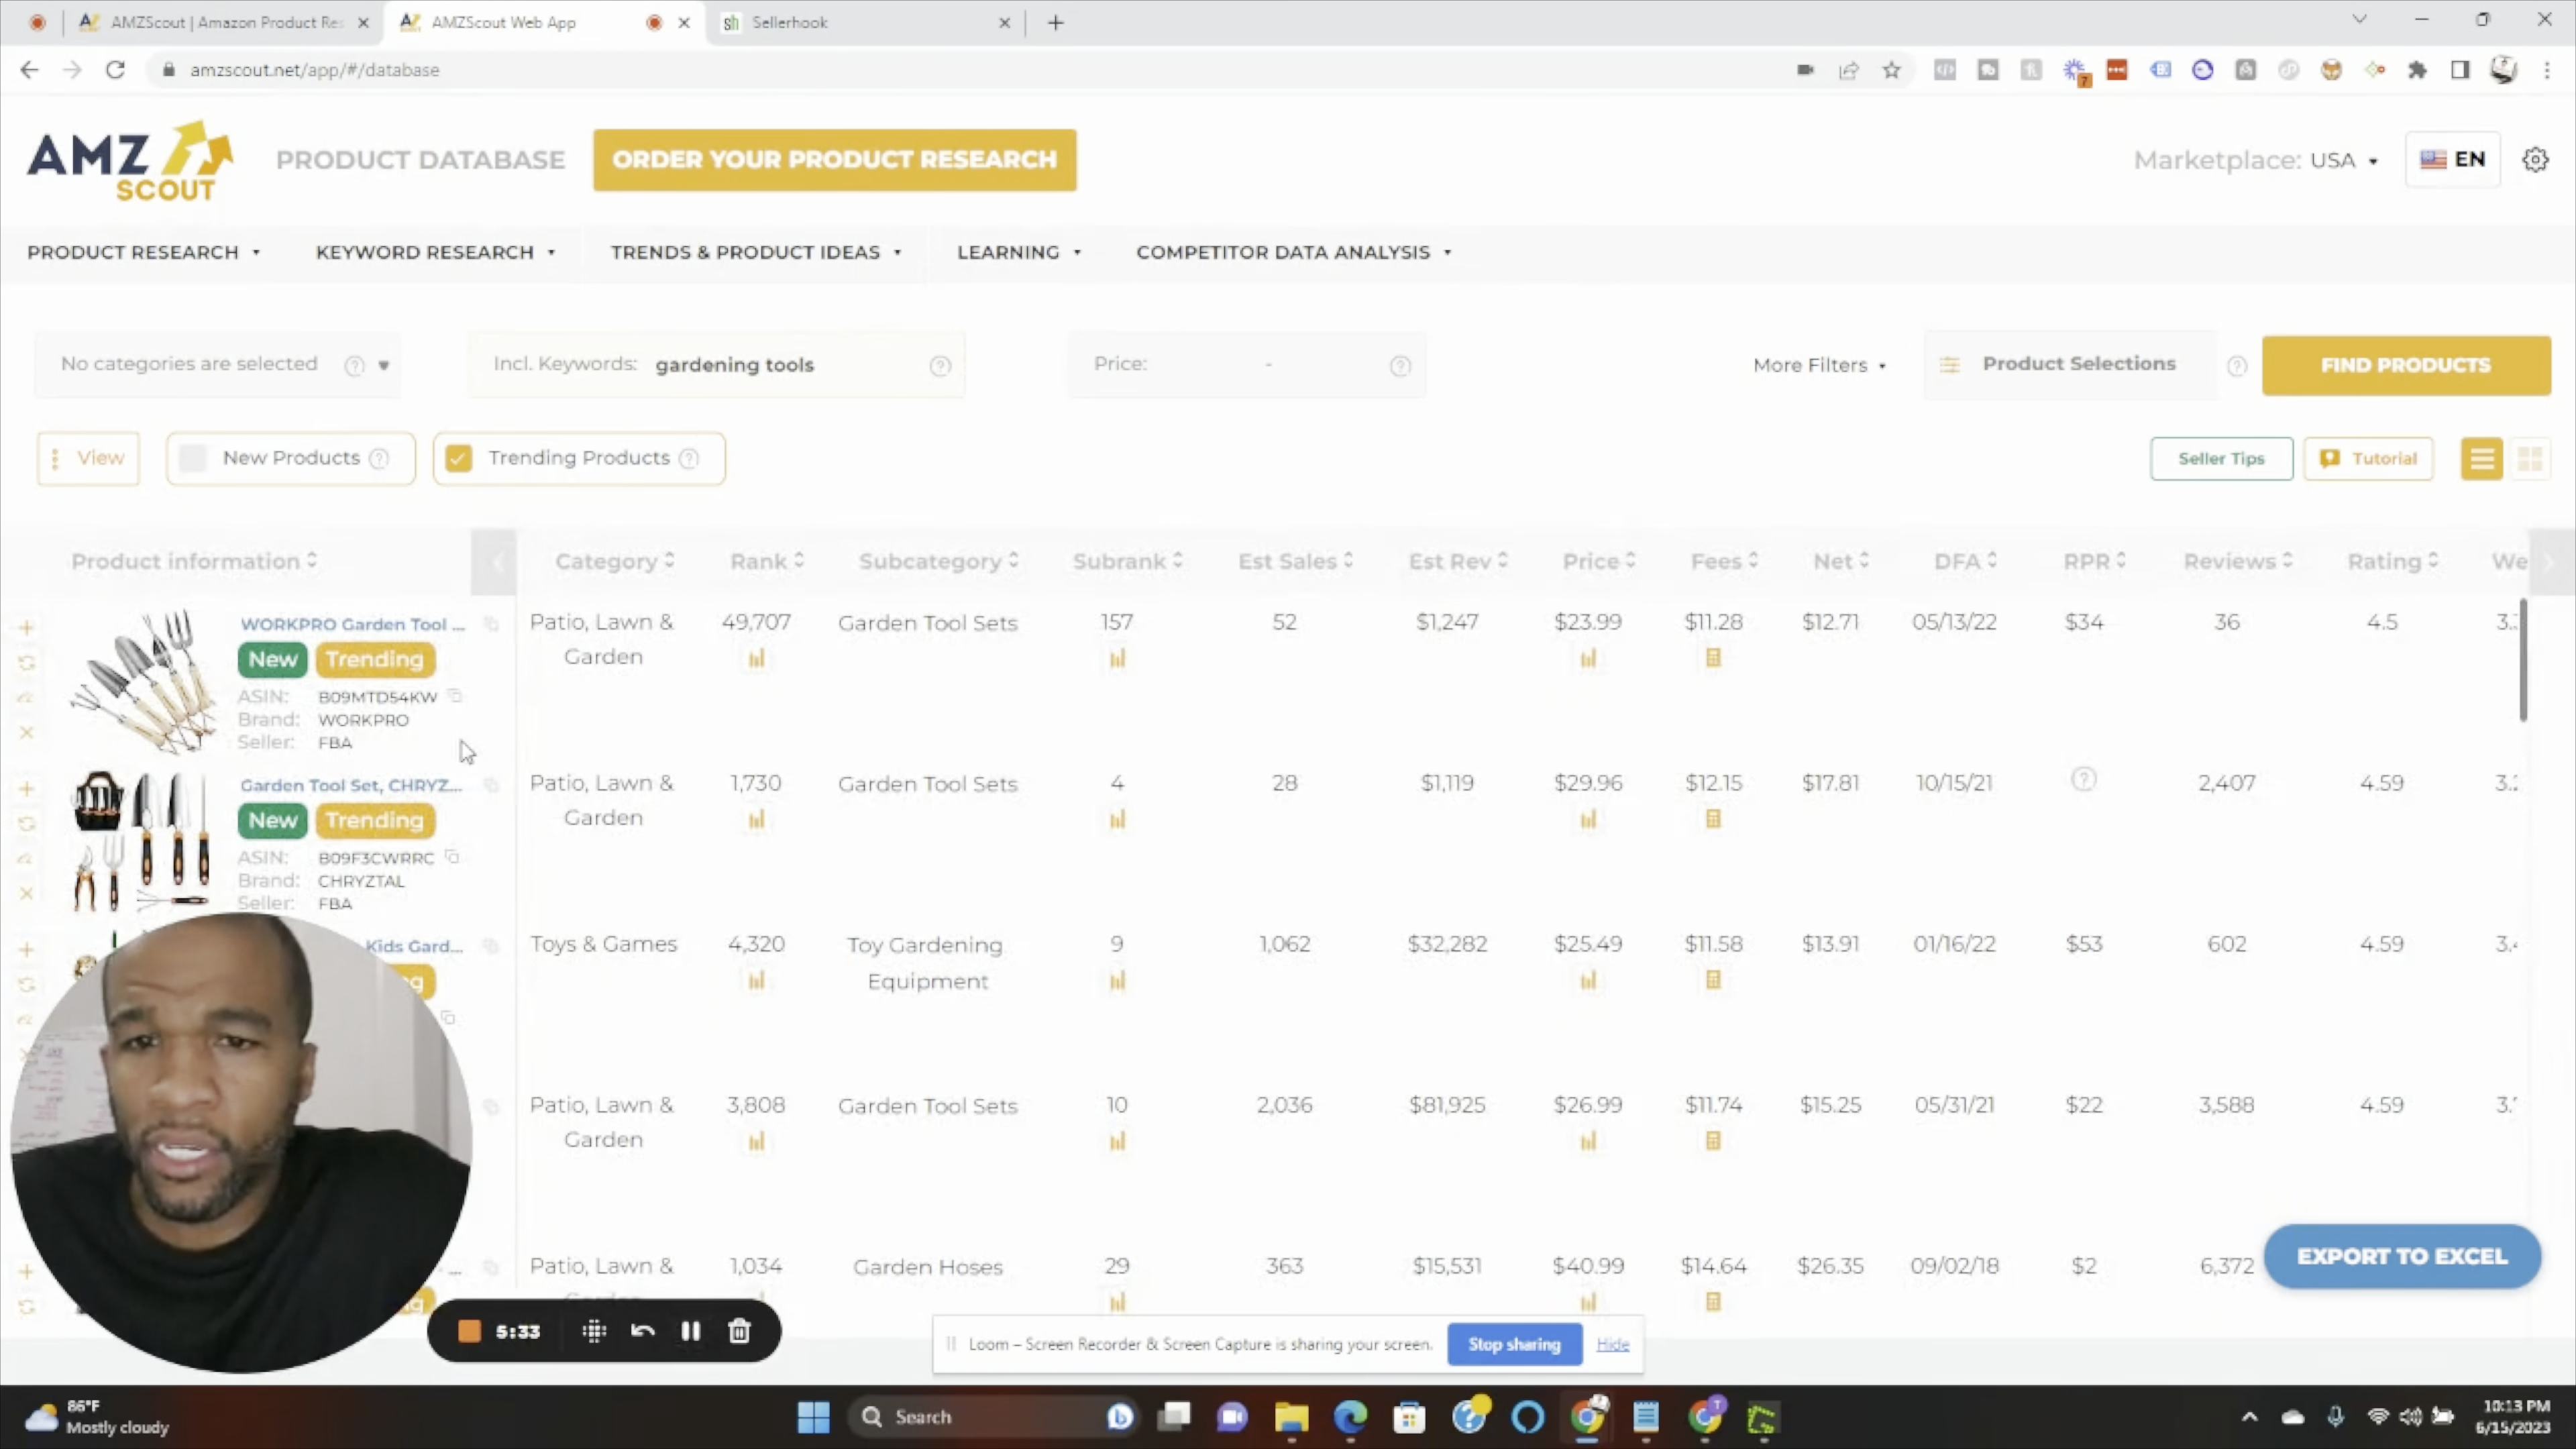 AMZScout | Amazon Product Re
AMZScout Web App
sh Sellerhook
amzscout.net/app/#/database
7
AMZ SCOUT
PRODUCT DATABASE
ORDER YOUR PRODUCT RESEARCH
Marketplace: USA
EN
PRODUCT RESEARCH
KEYWORD RESEARCH
TRENDS & PRODUCT IDEAS
LEARNING
COMPETITOR DATA ANALYSIS
No categories are selected
Incl. Keywords: gardening tools
Price: -
More Filters
Product Selections
FIND PRODUCTS
View
New Products
Trending Products
Seller Tips
Tutorial
Product information Category Rank Subcategory Subrank Est Sales Est Rev Price Fees Net DFA RPR Reviews Rating We
WORKPRO Garden Tool ...
New Trending
ASIN: B09MTD54KW
Brand: WORKPRO
Seller: FBA
Patio, Lawn & Garden 49,707 Garden Tool Sets 157 52 $1,247 $23.99 $11.28 $12.71 05/13/22 $34 36 4.5
Garden Tool Set, CHRYZ...
New Trending
ASIN: B09F3CWRRC
Brand: CHRYZTAL
Seller: FBA
Patio, Lawn & Garden 1,730 Garden Tool Sets 4 28 $1,119 $29.96 $12.15 $17.81 10/15/21 2,407 4.59
Kids Gard...
Toys & Games 4,320 Toy Gardening Equipment 9 1,062 $32,282 $25.49 $11.58 $13.91 01/16/22 $53 602 4.59
Patio, Lawn & Garden 3,808 Garden Tool Sets 10 2,036 $81,925 $26.99 $11.74 $15.25 05/31/21 $22 3,588 4.59
Patio, Lawn & 1,034 Garden Hoses 29 363 $15,531 $40.99 $14.64 $26.35 09/02/18 $2 6,372
EXPORT TO EXCEL
5:33
Loom – Screen Recorder & Screen Capture is sharing your screen.
Stop sharing
Hide
86°F
Mostly cloudy
Search
10:13 PM
6/15/2023